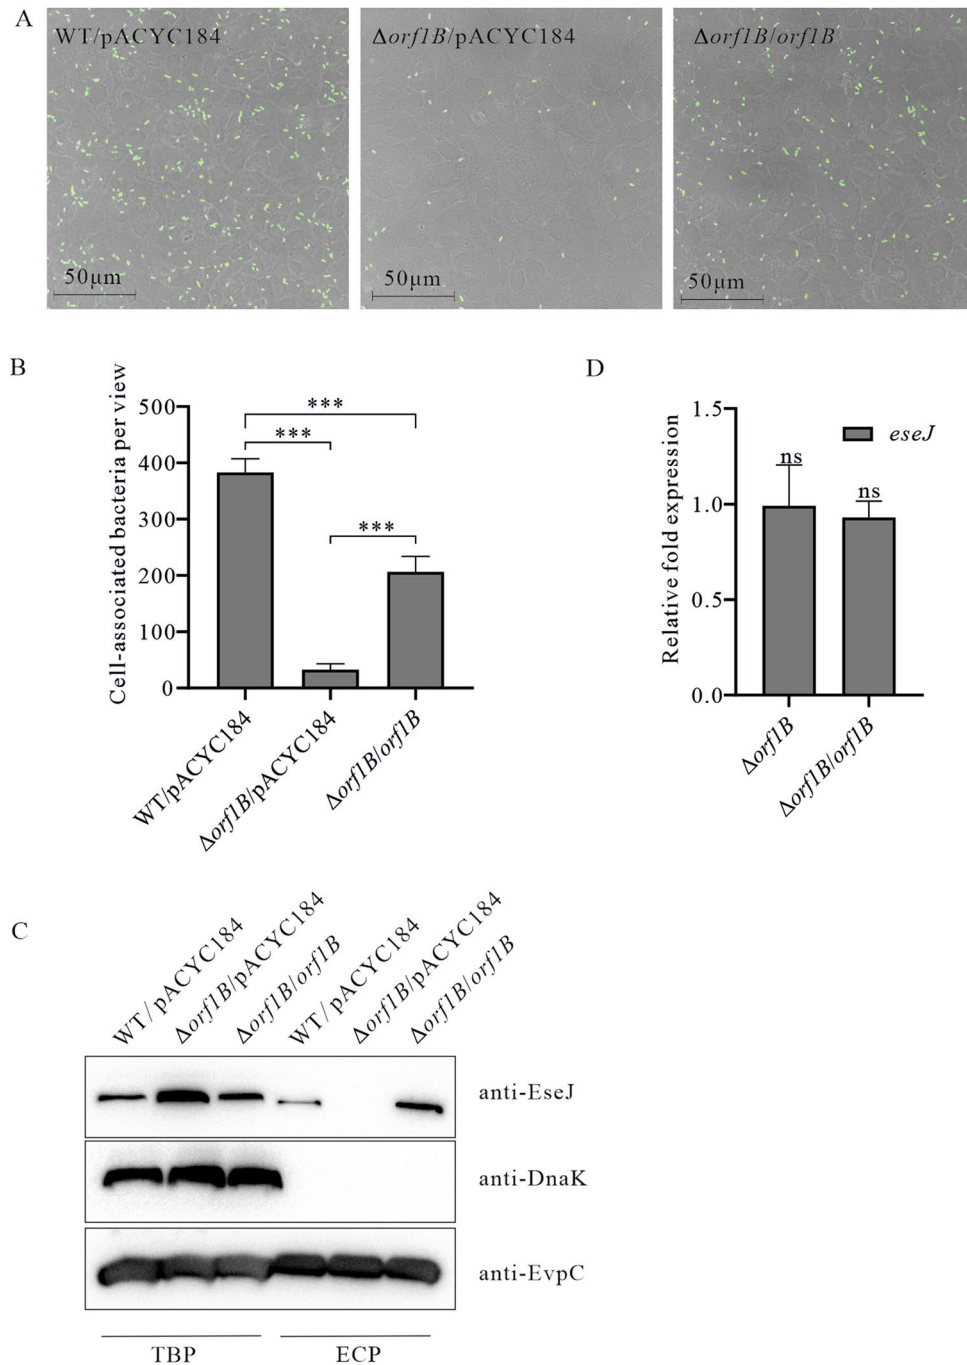 A
WT/pACYC184
Δorf1B/pACYC184
Δorf1B/orf1B
50μm
50μm
50μm
B
Cell-associated bacteria per view
500
400
300
200
100
0
***
***
***
WT/pACYC184
Δorf1B/pACYC184
Δorf1B/orf1B
D
Relative fold expression
1.5
1.0
0.5
0.0
eseJ
ns
ns
Δorf1B
Δorf1B/orf1B
C
WT/pACYC184
Δorf1B/pACYC184
Δorf1B/orf1B
WT/pACYC184
Δorf1B/pACYC184
Δorf1B/orf1B
anti-EseJ
anti-DnaK
anti-EvpC
TBP
ECP